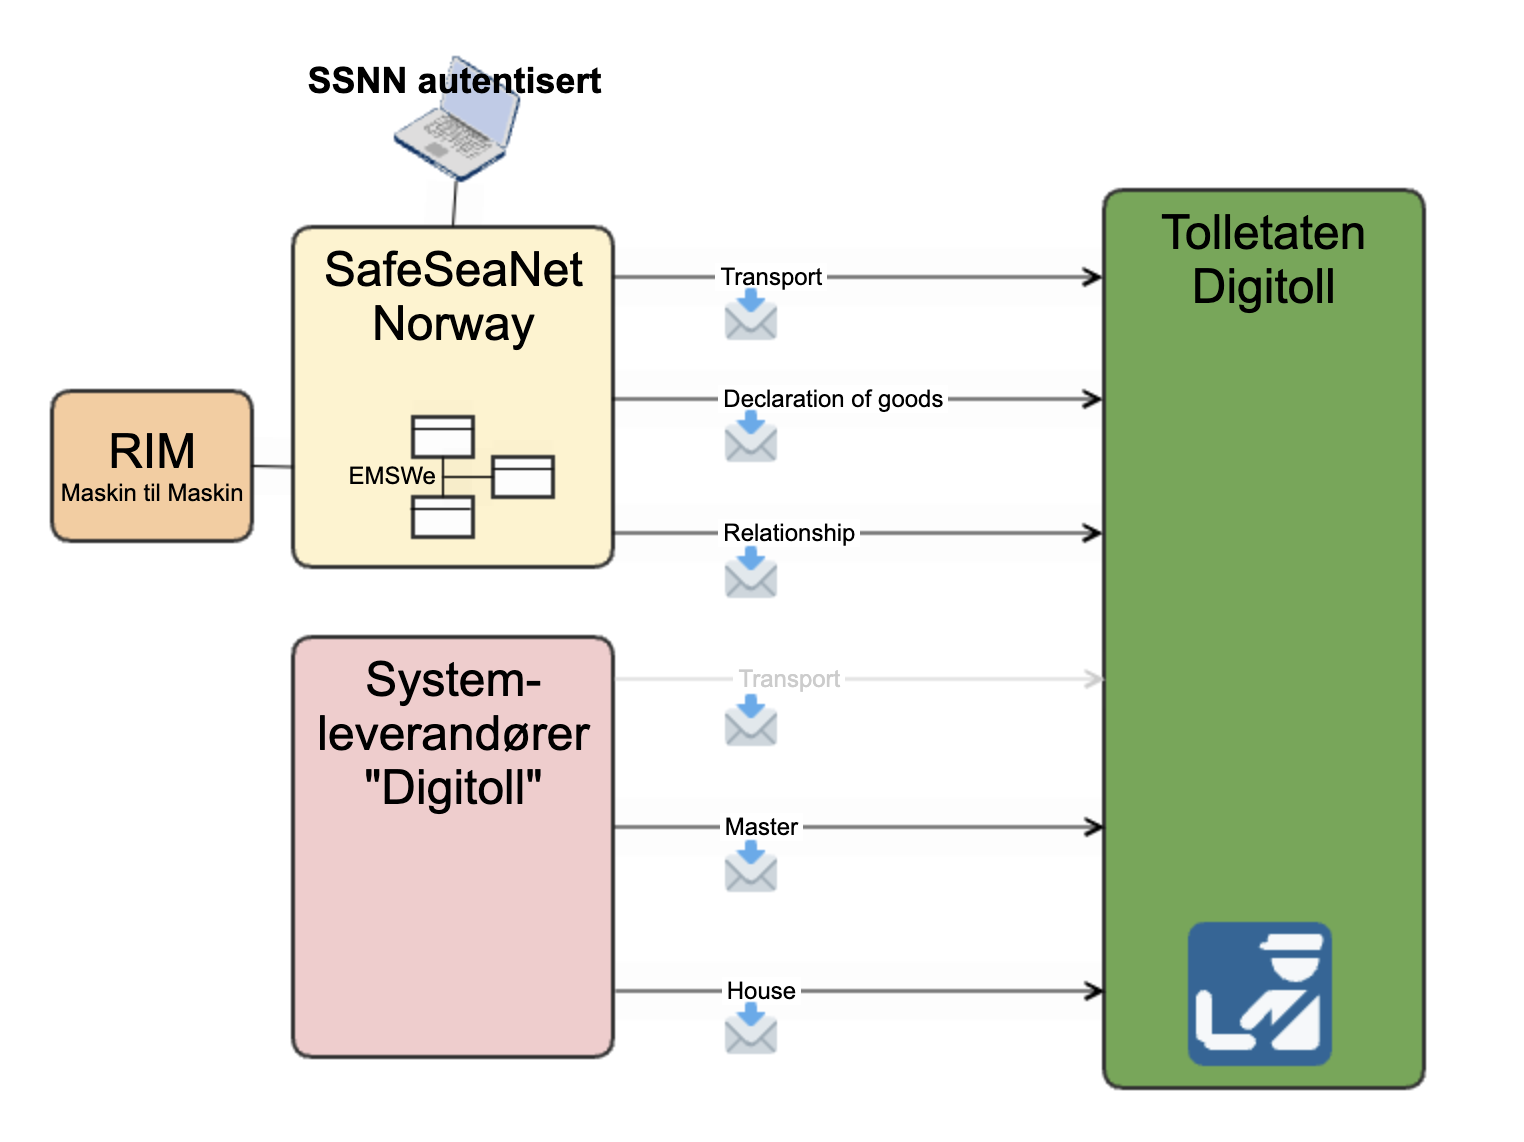 SSNN autentisert
SafeSeaNet
Norway
EMSWe
RIM
Maskin til Maskin
Transport
Declaration of goods
Relationship
Tolletaten
Digitoll
System-
leverandører
"Digitoll"
Transport
Master
House